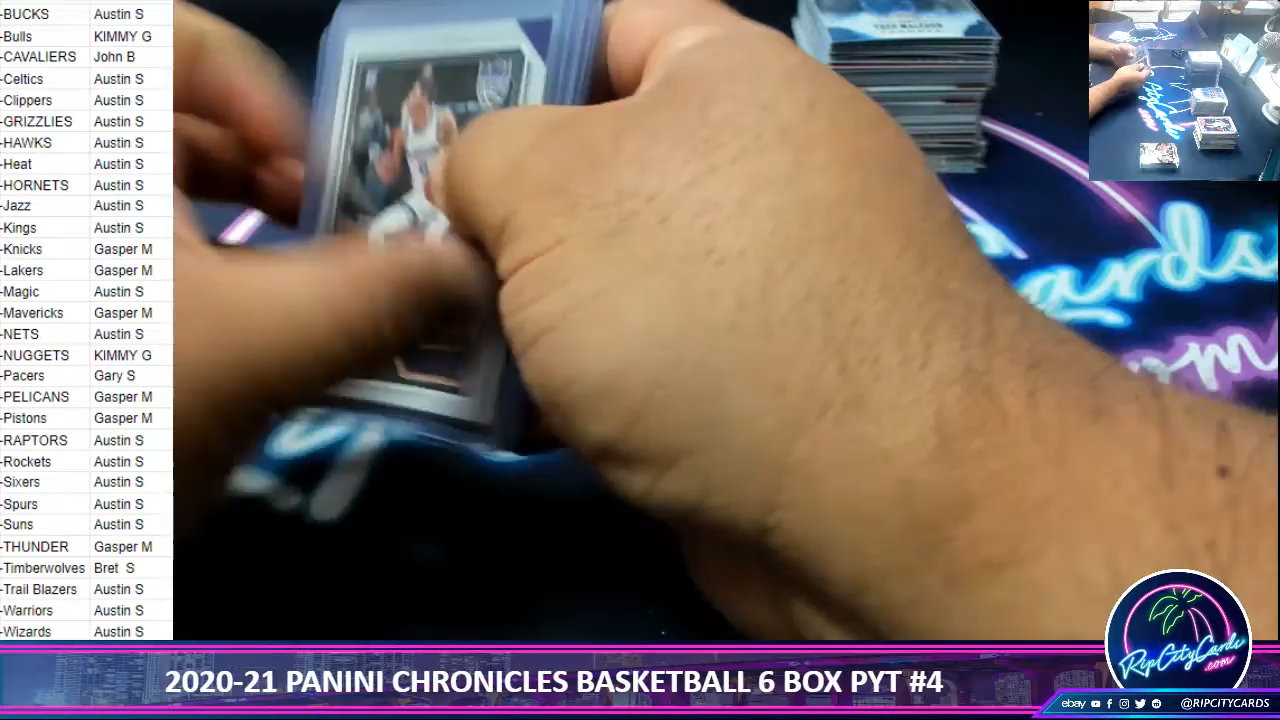 -BUCKS Austin S
-Bulls KIMMY G
-CAVALIERS John B
-Celtics Austin S
-Clippers Austin S
-GRIZZLIES Austin S
-HAWKS Austin S
-Heat Austin S
-HORNETS Austin S
-Jazz Austin S
-Kings Austin S
-Knicks Gasper M
-Lakers Gasper M
-Magic Austin S
-Mavericks Gasper M
-NETS Austin S
-NUGGETS KIMMY G
-Pacers Gary S
-PELICANS Gasper M
-Pistons Gasper M
-RAPTORS Austin S
-Rockets Austin S
-Sixers Austin S
-Spurs Austin S
-Suns Austin S
-THUNDER Gasper M
-Timberwolves Bret S
-Trail Blazers Austin S
-Warriors Austin S
-Wizards Austin S
ards
om
2020-21 PANINI CHRONICLES BASKETBALL 6 BOX PYT #4
RipCityCards
.com
ebay @RIPCITYCARDS